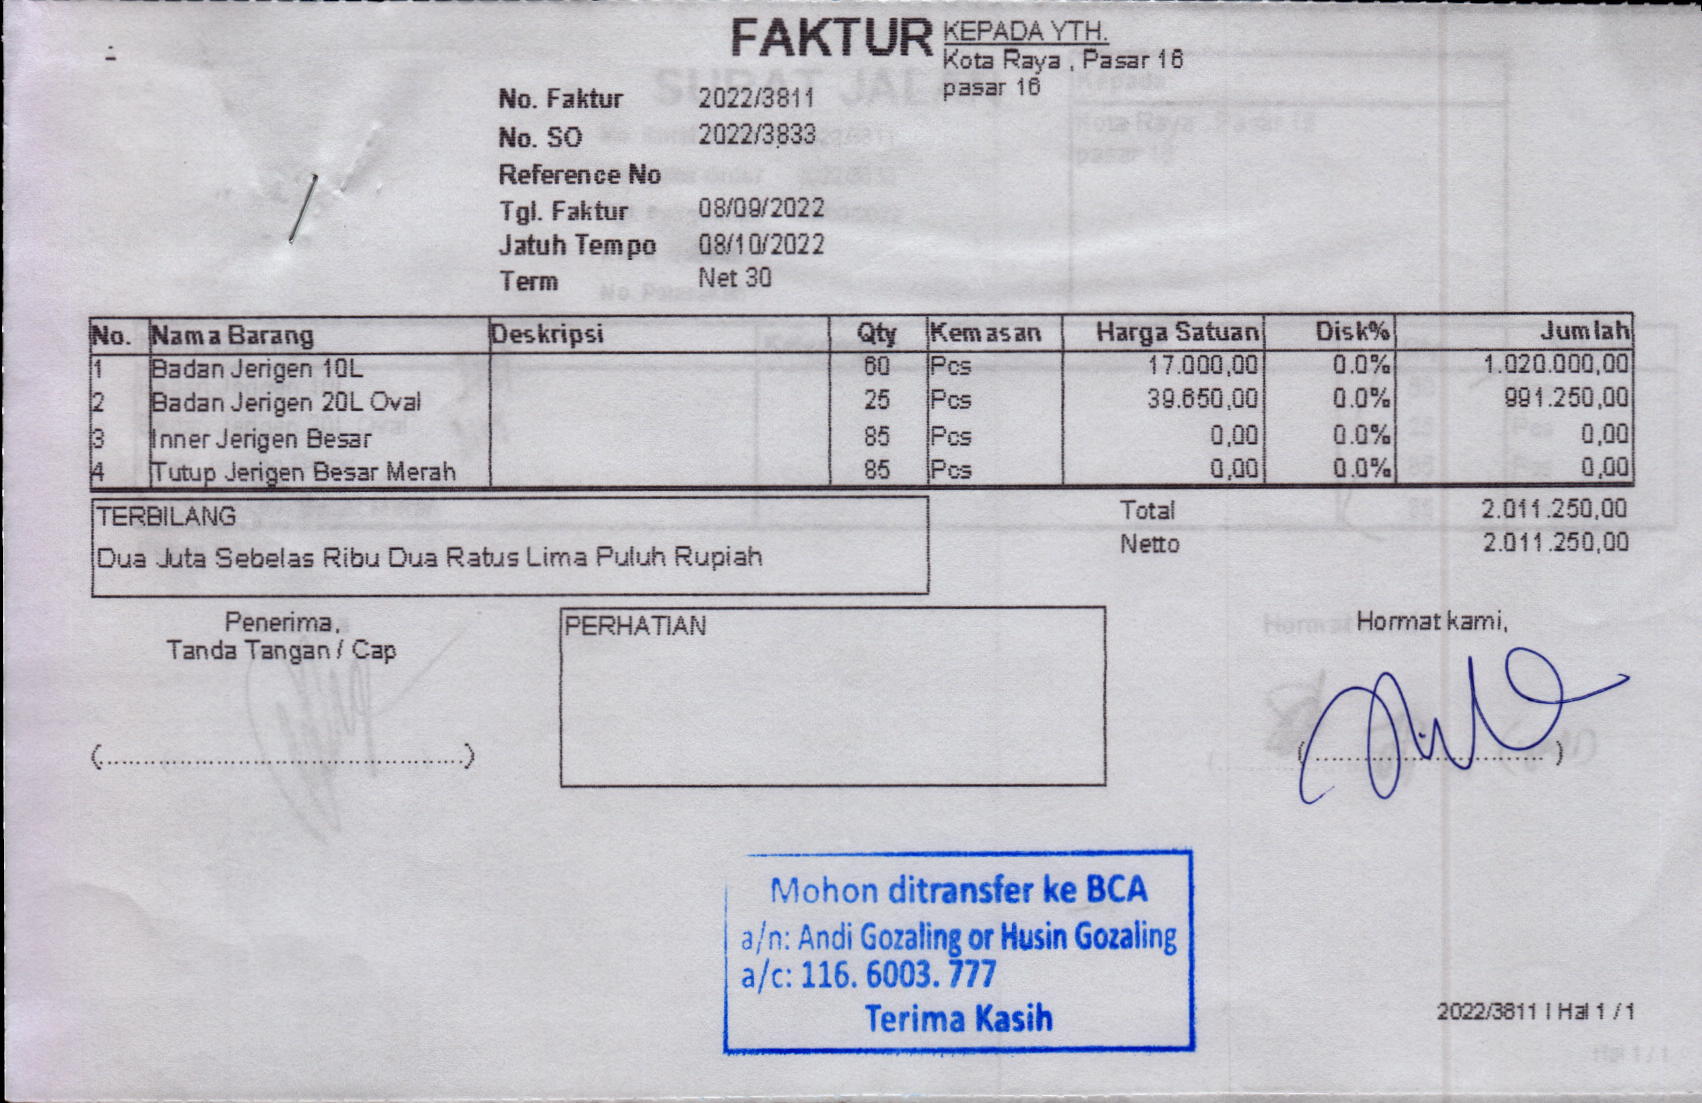 FAKTUR
KEPADA YTH.
Kota Raya , Pasar 16
pasar 16
No. Faktur 2022/3811
No. SO 2022/3833
Reference No
Tgl. Faktur 08/09/2022
Jatuh Tempo 08/10/2022
Term Net 30
No. Nama Barang Deskripsi Qty Kemasan Harga Satuan Disk% Jumlah
1 Badan Jerigen 10L 60 Pcs 17.000,00 0.0% 1.020.000,00
2 Badan Jerigen 20L Oval 25 Pcs 39.650,00 0.0% 991.250,00
3 Inner Jerigen Besar 85 Pcs 0,00 0.0% 0,00
4 Tutup Jerigen Besar Merah 85 Pcs 0,00 0.0% 0,00
TERBILANG
Dua Juta Sebelas Ribu Dua Ratus Lima Puluh Rupiah
Total 2.011.250,00
Netto 2.011.250,00
Penerima,
Tanda Tangan / Cap
(......................................)
PERHATIAN
Hormat kami,
(........................)
Mohon ditransfer ke BCA
a/n: Andi Gozaling or Husin Gozaling
a/c: 116. 6003. 777
Terima Kasih
2022/3811 | Hal 1 / 1